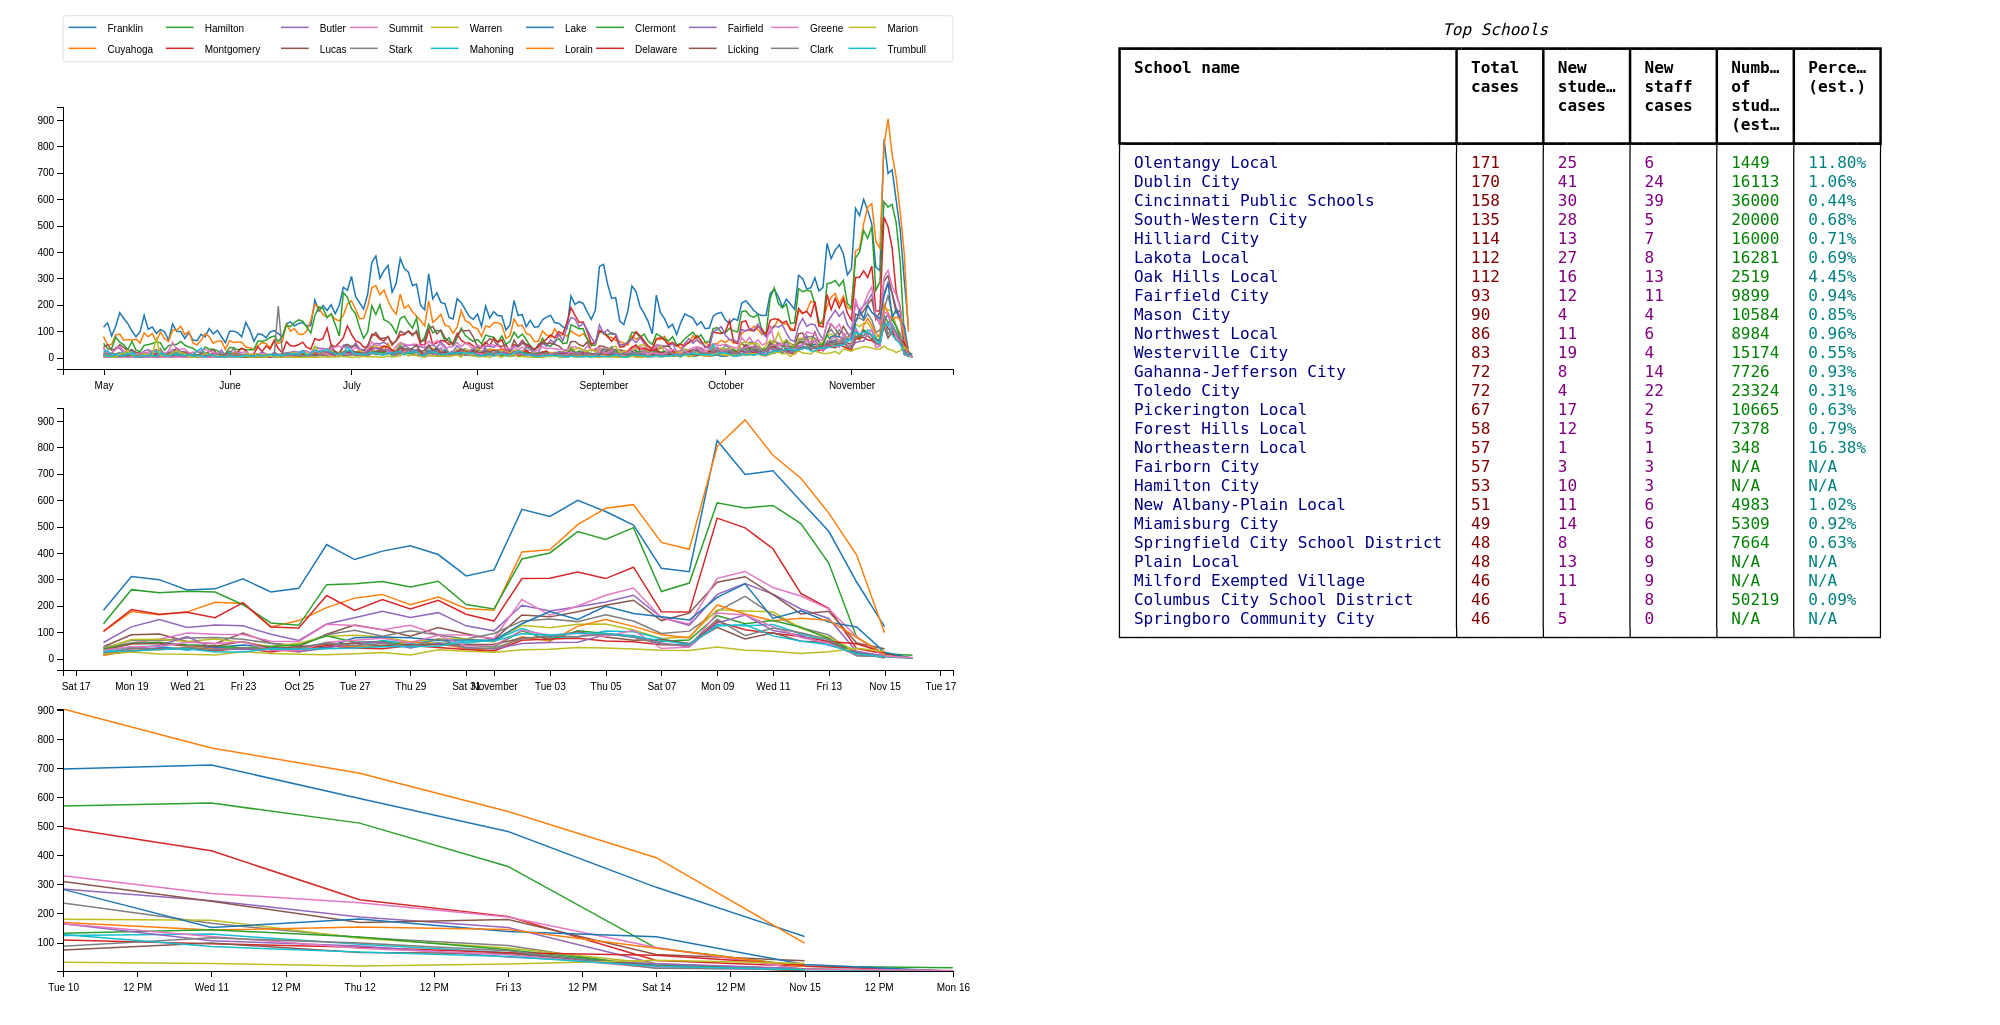 Franklin Hamilton Butler Summit Warren Lake Clermont Fairfield Greene Marion
Cuyahoga Montgomery Lucas Stark Mahoning Lorain Delaware Licking Clark Trumbull
900
800
700
600
500
400
300
200
100
0
May June July August September October November
900
800
700
600
500
400
300
200
100
0
Sat 17 Mon 19 Wed 21 Fri 23 Oct 25 Tue 27 Thu 29 Sat 31 November Tue 03 Thu 05 Sat 07 Mon 09 Wed 11 Fri 13 Nov 15 Tue 17
900
800
700
600
500
400
300
200
100
Tue 10 12 PM Wed 11 12 PM Thu 12 12 PM Fri 13 12 PM Sat 14 12 PM Nov 15 12 PM Mon 16
Top Schools
School name Total New New Numb… Perce…
cases stude… staff of (est.)
cases cases stud…
(est…
Olentangy Local 171 25 6 1449 11.80%
Dublin City 170 41 24 16113 1.06%
Cincinnati Public Schools 158 30 39 36000 0.44%
South-Western City 135 28 5 20000 0.68%
Hilliard City 114 13 7 16000 0.71%
Lakota Local 112 27 8 16281 0.69%
Oak Hills Local 112 16 13 2519 4.45%
Fairfield City 93 12 11 9899 0.94%
Mason City 90 4 4 10584 0.85%
Northwest Local 86 11 6 8984 0.96%
Westerville City 83 19 4 15174 0.55%
Gahanna-Jefferson City 72 8 14 7726 0.93%
Toledo City 72 4 22 23324 0.31%
Pickerington Local 67 17 2 10665 0.63%
Forest Hills Local 58 12 5 7378 0.79%
Northeastern Local 57 1 1 348 16.38%
Fairborn City 57 3 3 N/A N/A
Hamilton City 53 10 3 N/A N/A
New Albany-Plain Local 51 11 6 4983 1.02%
Miamisburg City 49 14 6 5309 0.92%
Springfield City School District 48 8 8 7664 0.63%
Plain Local 48 13 9 N/A N/A
Milford Exempted Village 46 11 9 N/A N/A
Columbus City School District 46 1 8 50219 0.09%
Springboro Community City 46 5 0 N/A N/A